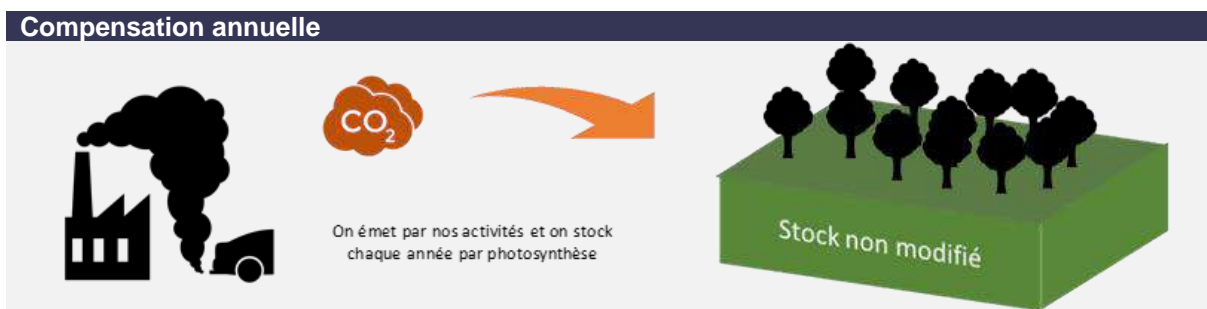 Compensation annuelle
CO2
On émet par nos activités et on stock
chaque année par photosynthèse
Stock non modifié